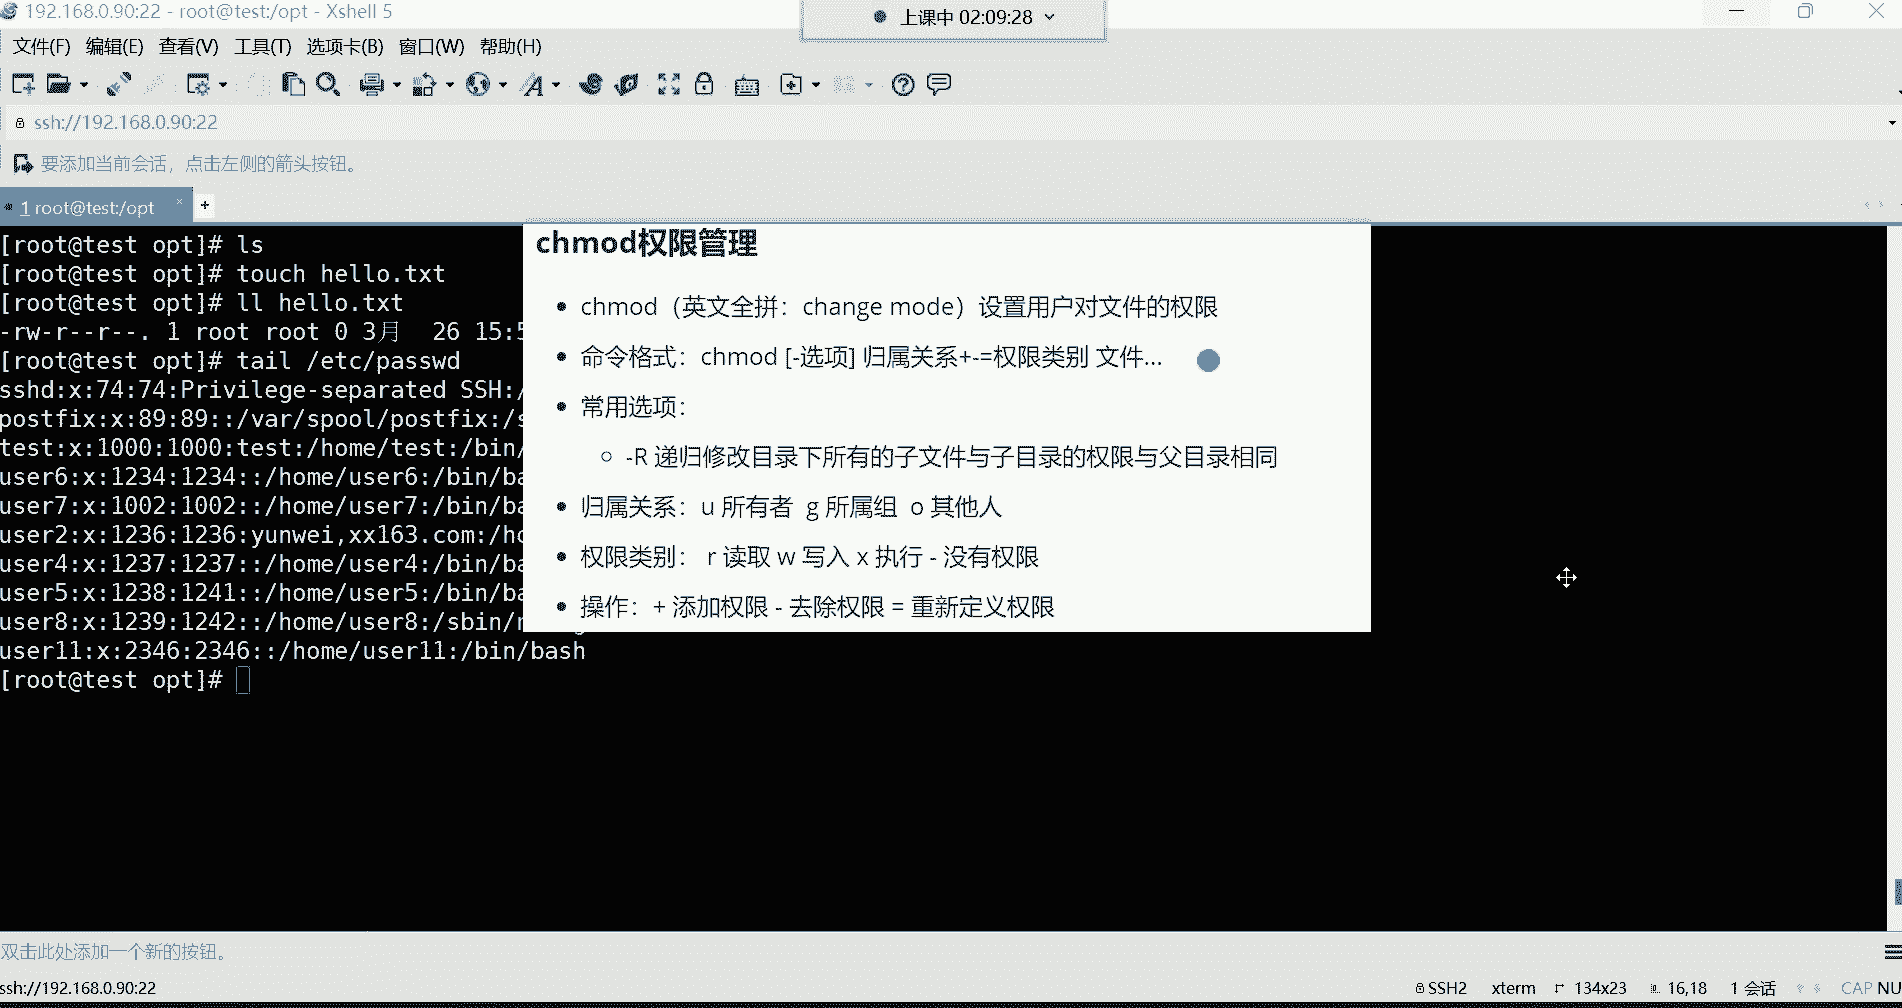 192.168.0.90:22 - root@test:/opt - Xshell 5
上课中 02:09:28
文件(F) 编辑(E) 查看(V) 工具(T) 选项卡(B) 窗口(W) 帮助(H)
ssh://192.168.0.90:22
要添加当前会话，点击左侧的箭头按钮。
1 root@test:/opt × +
[root@test opt]# ls
[root@test opt]# touch hello.txt
[root@test opt]# ll hello.txt
-rw-r--r--. 1 root root 0 3月 26 15:5
[root@test opt]# tail /etc/passwd
sshd:x:74:74:Privilege-separated SSH:/
postfix:x:89:89::/var/spool/postfix:/s
test:x:1000:1000:test:/home/test:/bin/
user6:x:1234:1234::/home/user6:/bin/ba
user7:x:1002:1002::/home/user7:/bin/ba
user2:x:1236:1236:yunwei,xx163.com:/ho
user4:x:1237:1237::/home/user4:/bin/ba
user5:x:1238:1241::/home/user5:/bin/ba
user8:x:1239:1242::/home/user8:/sbin/n
user11:x:2346:2346::/home/user11:/bin/bash
[root@test opt]#
chmod权限管理
• chmod（英文全拼：change mode）设置用户对文件的权限
• 命令格式：chmod [-选项] 归属关系+-=权限类别 文件...
• 常用选项：
○ -R 递归修改目录下所有的子文件与子目录的权限与父目录相同
• 归属关系：u 所有者 g 所属组 o 其他人
• 权限类别： r 读取 w 写入 x 执行 - 没有权限
• 操作：+ 添加权限 - 去除权限 = 重新定义权限
双击此处添加一个新的按钮。
ssh://192.168.0.90:22 SSH2 xterm 134x23 16,18 1 会话 CAP NU